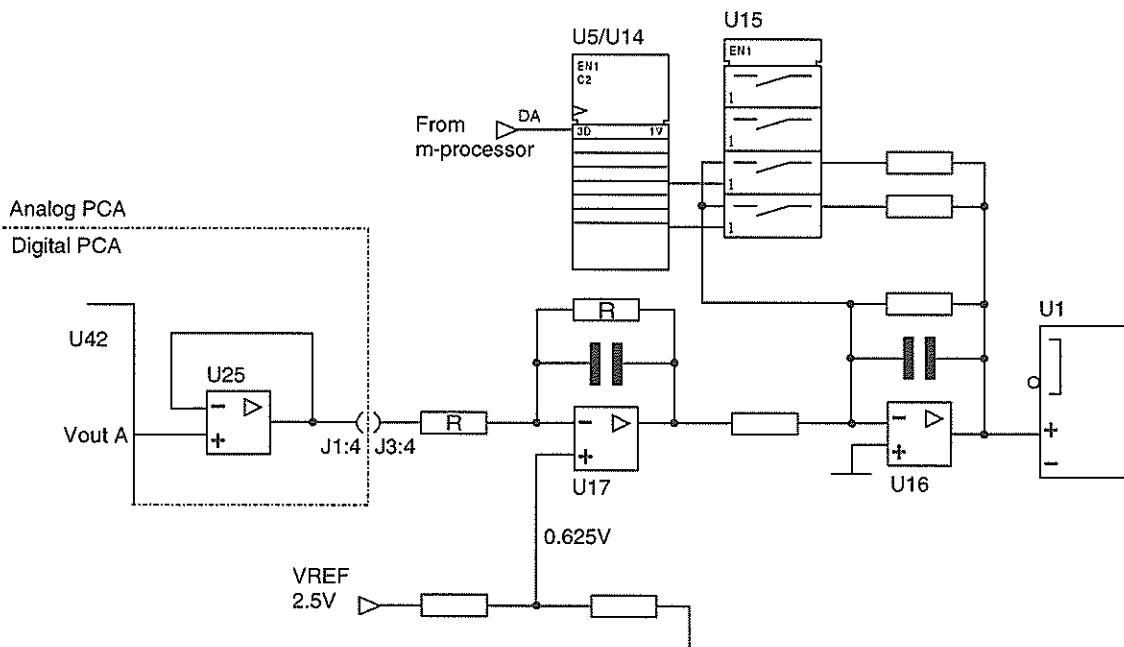 U15
U5/U14
EN1
EN1
C2
1
From
m-processor
DA
3D 1V
1
1
1
Analog PCA
Digital PCA
R
U1
U42
U25
Vout A
J1:4 J3:4
R
U17
U16
0.625V
VREF
2.5V